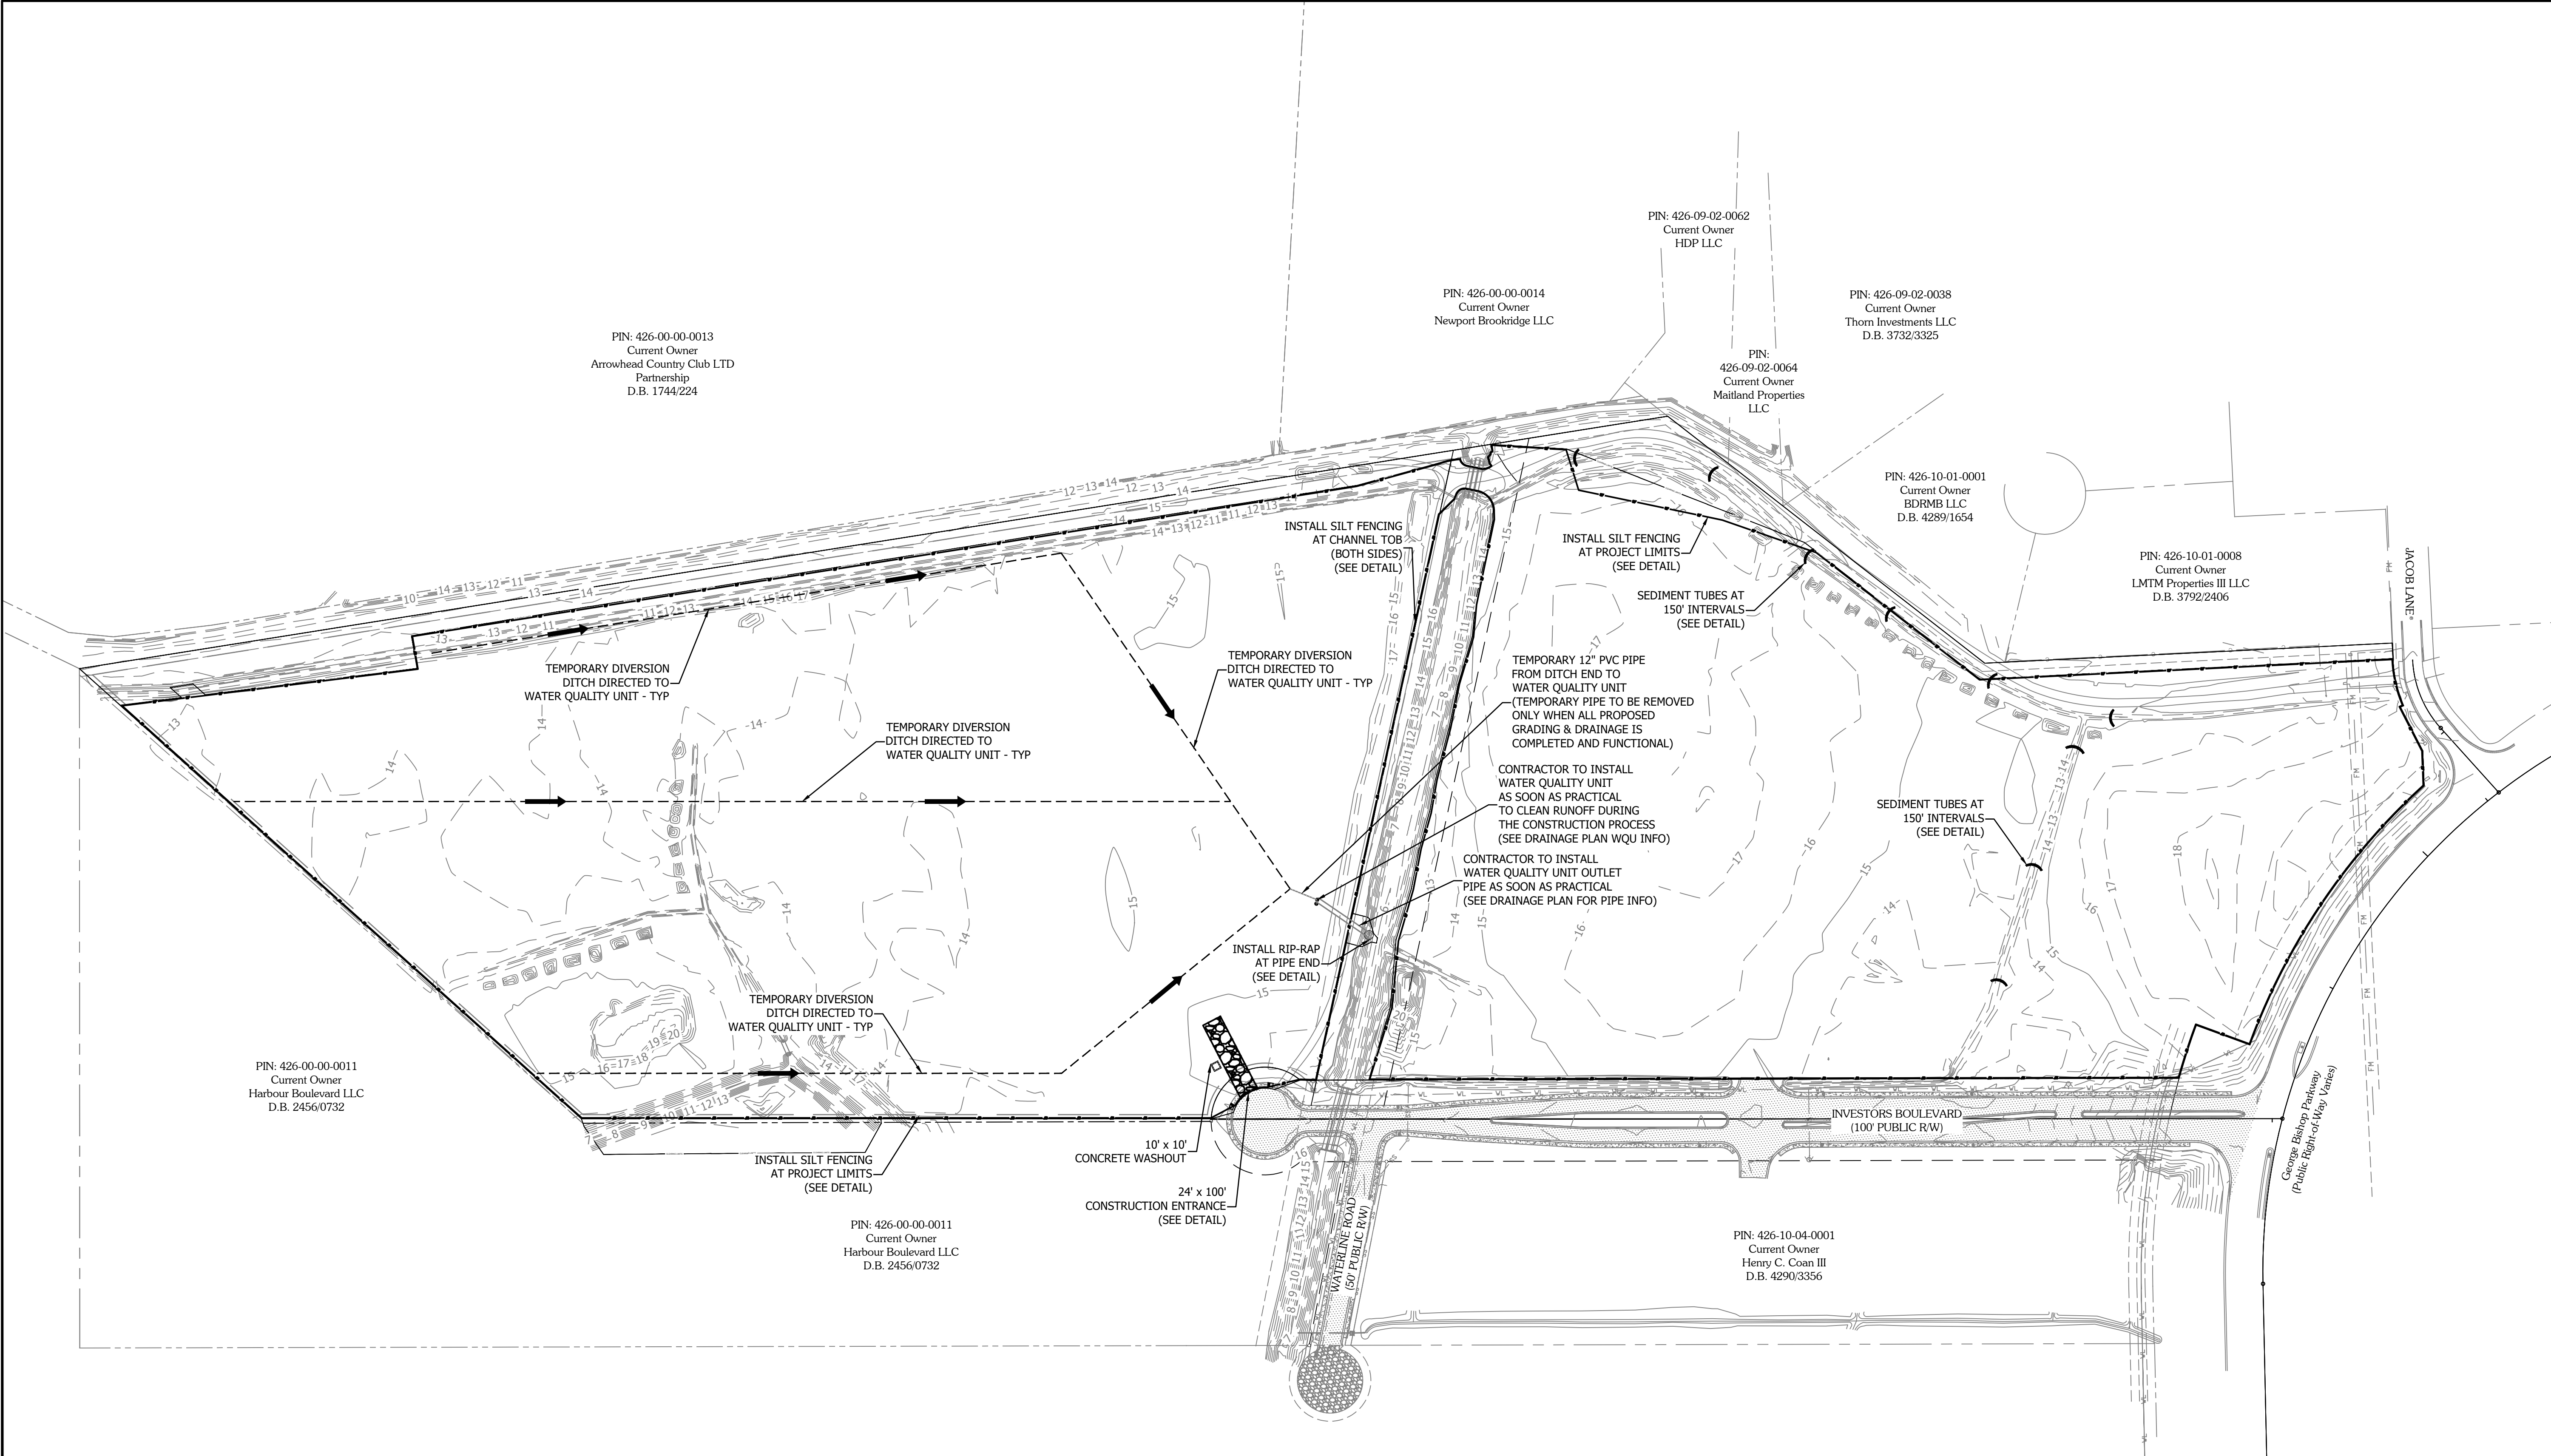 PIN: 426-09-02-0062
Current Owner
HDP LLC
PIN: 426-00-00-0014
Current Owner
Newport Brookridge LLC
PIN: 426-09-02-0038
Current Owner
Thorn Investments LLC
D.B. 3732/3325
PIN: 426-00-00-0013
Current Owner
Arrowhead Country Club LTD
Partnership
D.B. 1744/224
PIN:
426-09-02-0064
Current Owner
Maitland Properties
LLC
PIN: 426-10-01-0001
Current Owner
BDRMB LLC
D.B. 4289/1654
PIN: 426-10-01-0008
Current Owner
LMTM Properties III LLC
D.B. 3792/2406
JACOB LANE
INSTALL SILT FENCING
AT CHANNEL TOB
(BOTH SIDES)
(SEE DETAIL)
INSTALL SILT FENCING
AT PROJECT LIMITS
(SEE DETAIL)
SEDIMENT TUBES AT
150' INTERVALS
(SEE DETAIL)
TEMPORARY DIVERSION
DITCH DIRECTED TO
WATER QUALITY UNIT - TYP
TEMPORARY DIVERSION
DITCH DIRECTED TO
WATER QUALITY UNIT - TYP
TEMPORARY 12" PVC PIPE
FROM DITCH END TO
WATER QUALITY UNIT
(TEMPORARY PIPE TO BE REMOVED
ONLY WHEN ALL PROPOSED
GRADING & DRAINAGE IS
COMPLETED AND FUNCTIONAL)
TEMPORARY DIVERSION
DITCH DIRECTED TO
WATER QUALITY UNIT - TYP
CONTRACTOR TO INSTALL
WATER QUALITY UNIT
AS SOON AS PRACTICAL
TO CLEAN RUNOFF DURING
THE CONSTRUCTION PROCESS
(SEE DRAINAGE PLAN WQU INFO)
SEDIMENT TUBES AT
150' INTERVALS
(SEE DETAIL)
CONTRACTOR TO INSTALL
WATER QUALITY UNIT OUTLET
PIPE AS SOON AS PRACTICAL
(SEE DRAINAGE PLAN FOR PIPE INFO)
INSTALL RIP-RAP
AT PIPE END
(SEE DETAIL)
TEMPORARY DIVERSION
DITCH DIRECTED TO
WATER QUALITY UNIT - TYP
PIN: 426-00-00-0011
Current Owner
Harbour Boulevard LLC
D.B. 2456/0732
INSTALL SILT FENCING
AT PROJECT LIMITS
(SEE DETAIL)
10' x 10'
CONCRETE WASHOUT
24' x 100'
CONSTRUCTION ENTRANCE
(SEE DETAIL)
INVESTORS BOULEVARD
(100' PUBLIC R/W)
George Bishop Parkway
(Public Right-of-Way Varies)
WATERLINE ROAD
(50' PUBLIC R/W)
PIN: 426-00-00-0011
Current Owner
Harbour Boulevard LLC
D.B. 2456/0732
PIN: 426-10-04-0001
Current Owner
Henry C. Coan III
D.B. 4290/3356